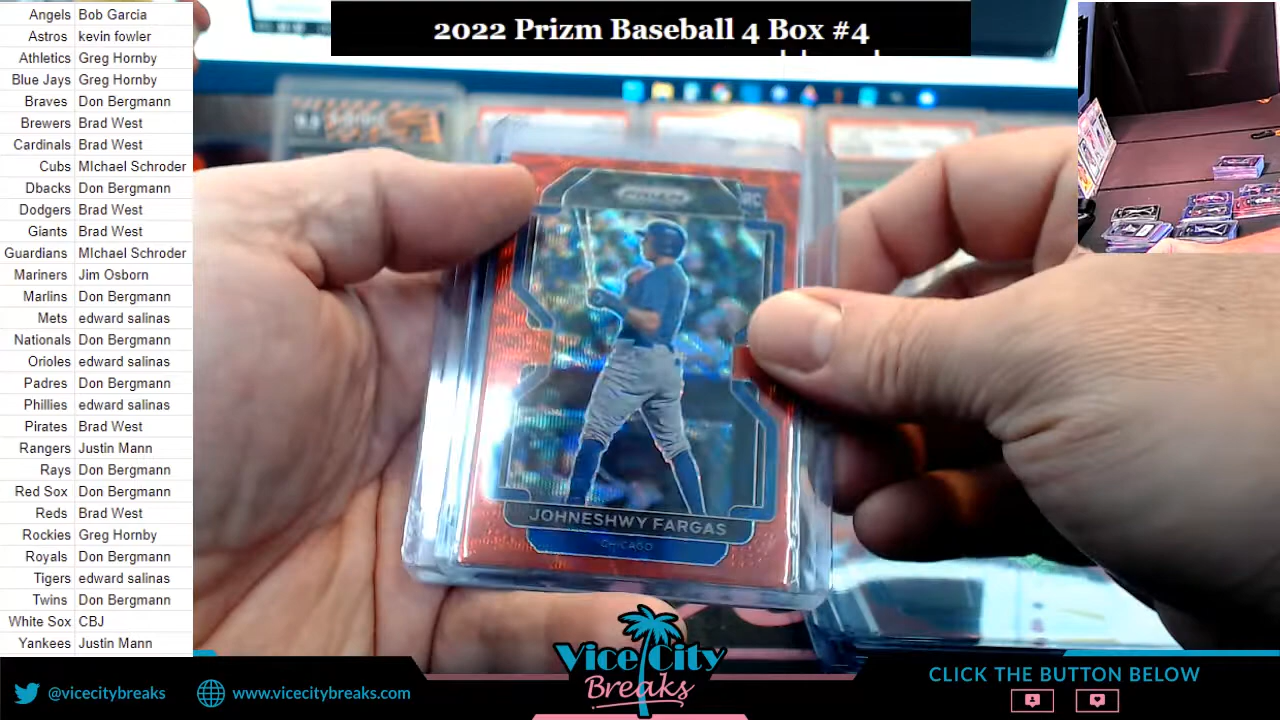 2022 Prizm Baseball 4 Box #4
Angels Bob Garcia
Astros kevin fowler
Athletics Greg Hornby
Blue Jays Greg Hornby
Braves Don Bergmann
Brewers Brad West
Cardinals Brad West
Cubs MIchael Schroder
Dbacks Don Bergmann
Dodgers Brad West
Giants Brad West
Guardians MIchael Schroder
Mariners Jim Osborn
Marlins Don Bergmann
Mets edward salinas
Nationals Don Bergmann
Orioles edward salinas
Padres Don Bergmann
Phillies edward salinas
Pirates Brad West
Rangers Justin Mann
Rays Don Bergmann
Red Sox Don Bergmann
Reds Brad West
Rockies Greg Hornby
Royals Don Bergmann
Tigers edward salinas
Twins Don Bergmann
White Sox CBJ
Yankees Justin Mann
PRIZM
RC
JOHNESHWY FARGAS
CHICAGO
@vicecitybreaks
www.vicecitybreaks.com
Vice City
Breaks
CLICK THE BUTTON BELOW